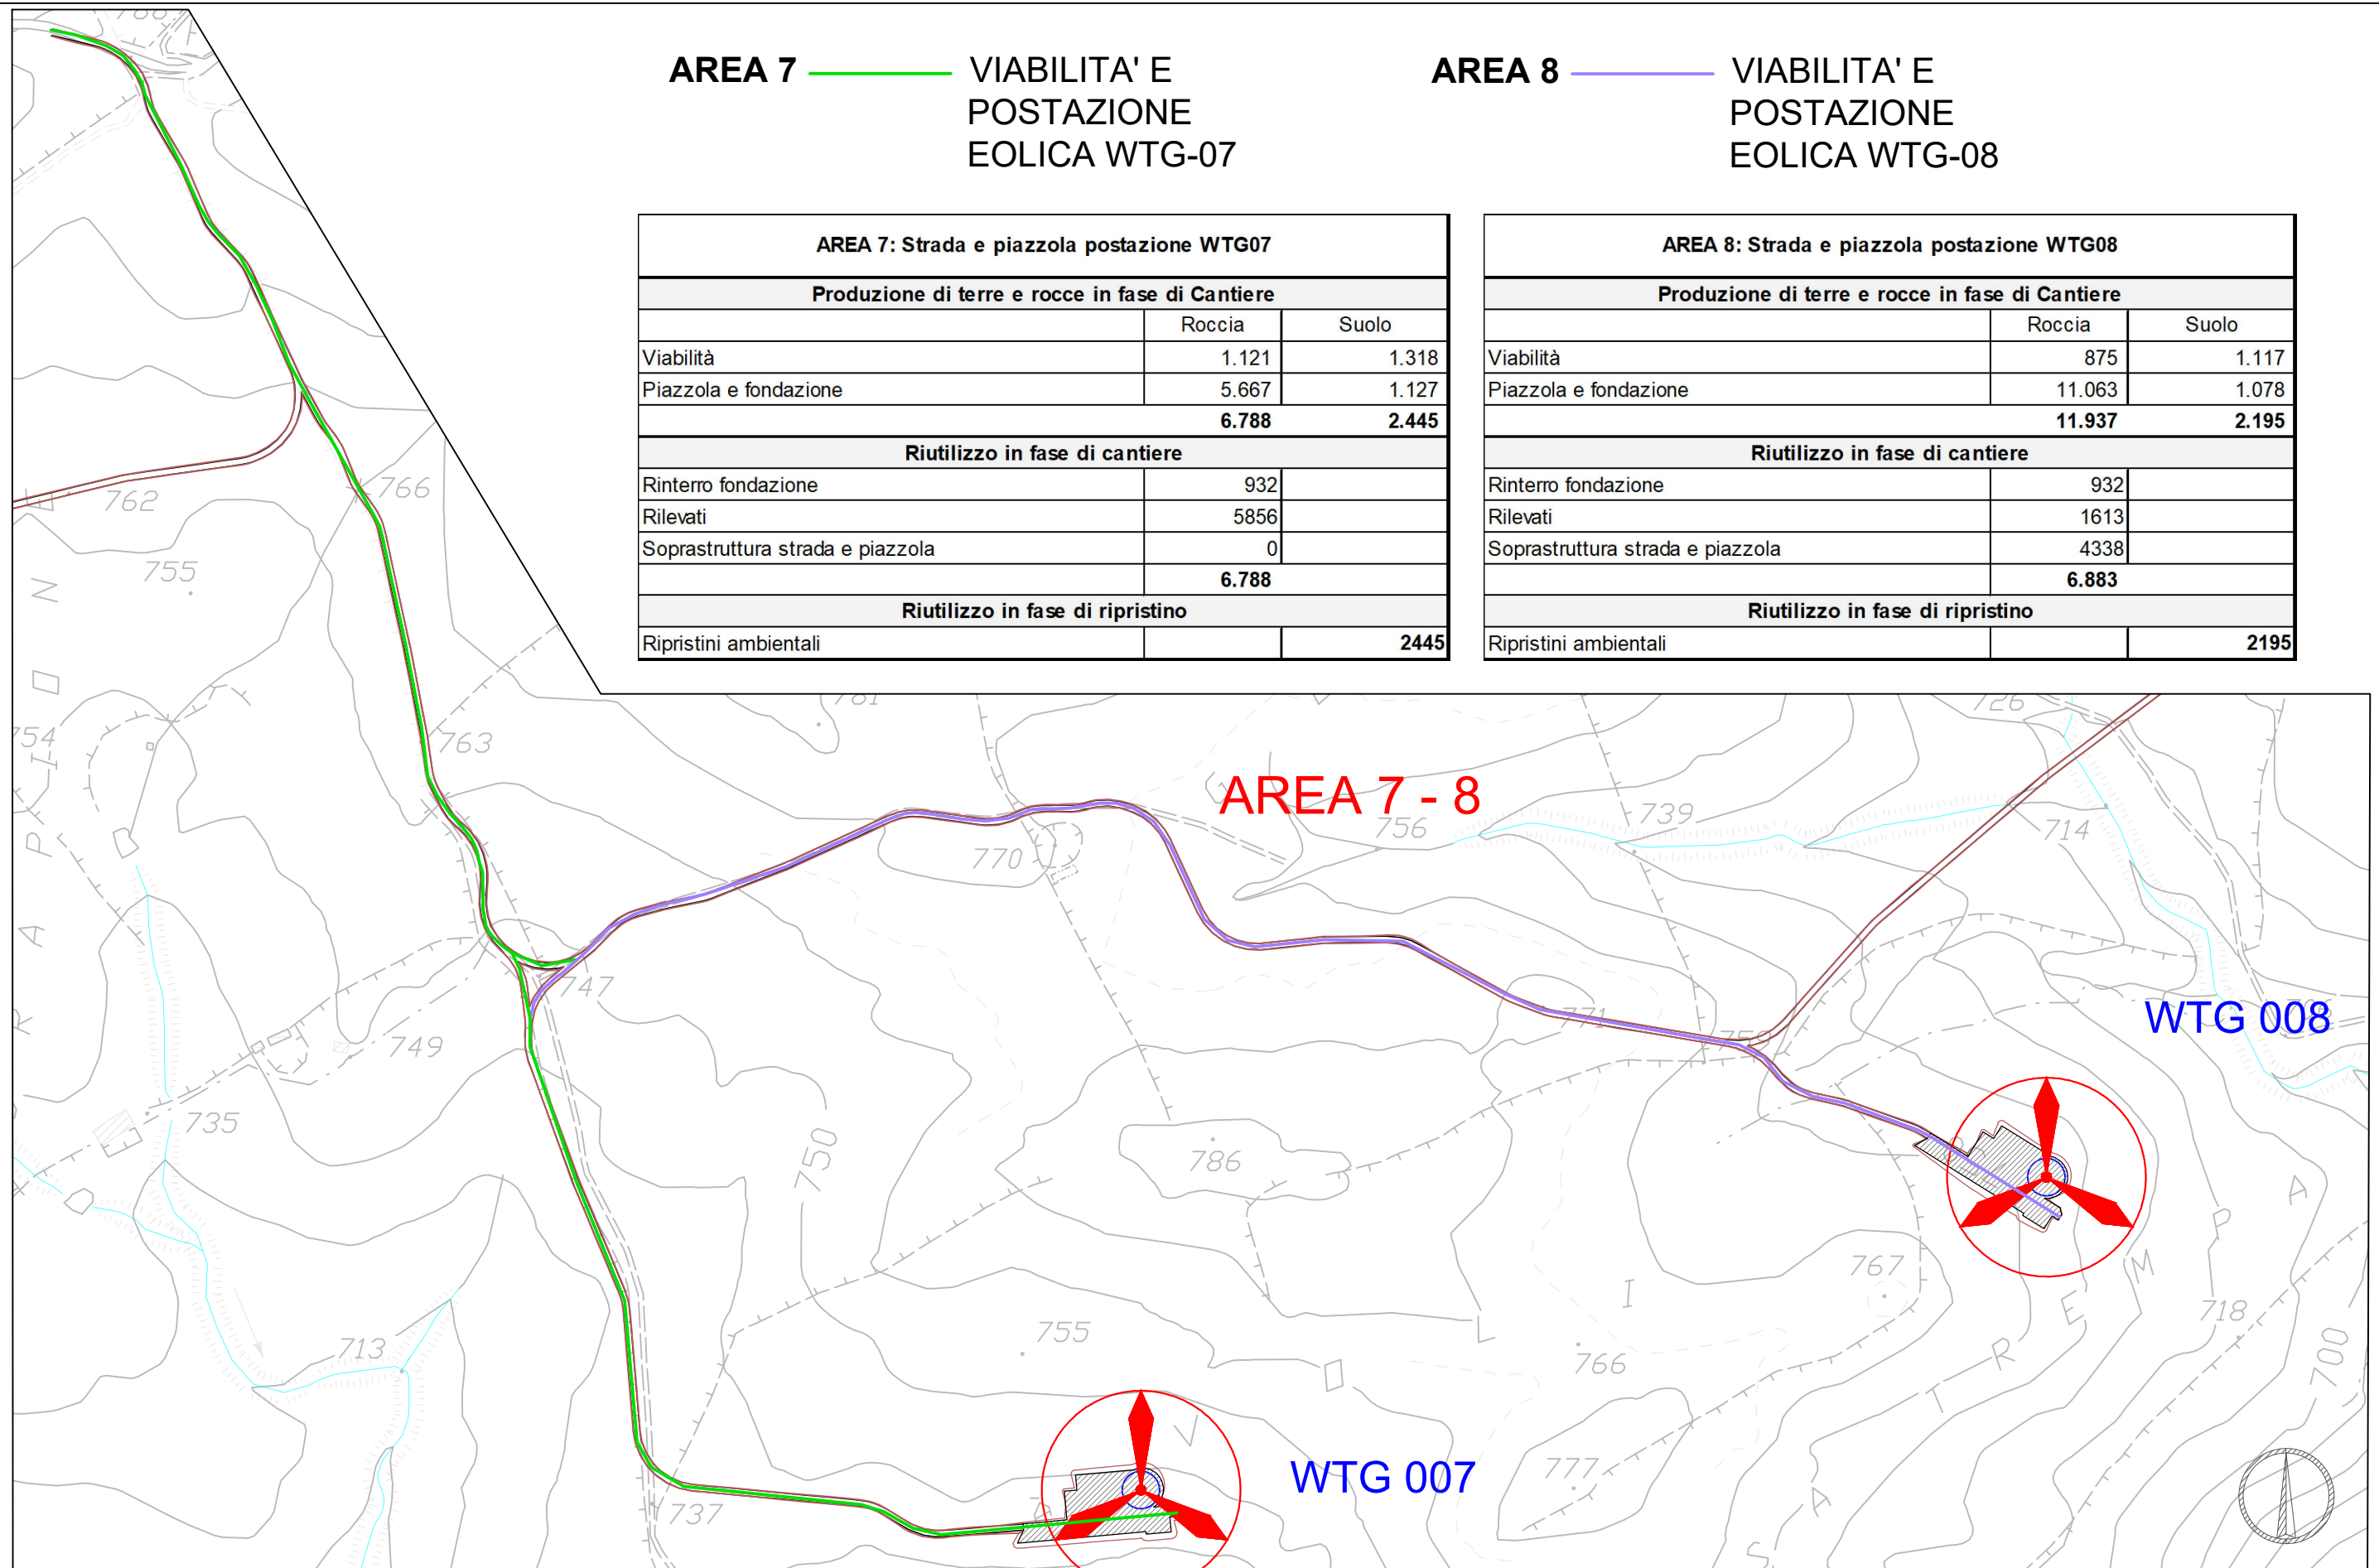 AREA 7 VIABILITA' E
POSTAZIONE
EOLICA WTG-07
AREA 8 VIABILITA' E
POSTAZIONE
EOLICA WTG-08
AREA 7: Strada e piazzola postazione WTG07
Produzione di terre e rocce in fase di Cantiere
Roccia Suolo
Viabilità 1.121 1.318
Piazzola e fondazione 5.667 1.127
6.788 2.445
Riutilizzo in fase di cantiere
Rinterro fondazione 932
Rilevati 5856
Soprastruttura strada e piazzola 0
6.788
Riutilizzo in fase di ripristino
Ripristini ambientali 2445
AREA 8: Strada e piazzola postazione WTG08
Produzione di terre e rocce in fase di Cantiere
Roccia Suolo
Viabilità 875 1.117
Piazzola e fondazione 11.063 1.078
11.937 2.195
Riutilizzo in fase di cantiere
Rinterro fondazione 932
Rilevati 1613
Soprastruttura strada e piazzola 4338
6.883
Riutilizzo in fase di ripristino
Ripristini ambientali 2195
766
762
755
754
763
781
726
AREA 7 - 8
756
739
714
770
747
749
771
759
WTG 008
735
750
786
767
718
713
755
766
700
WTG 007
777
737